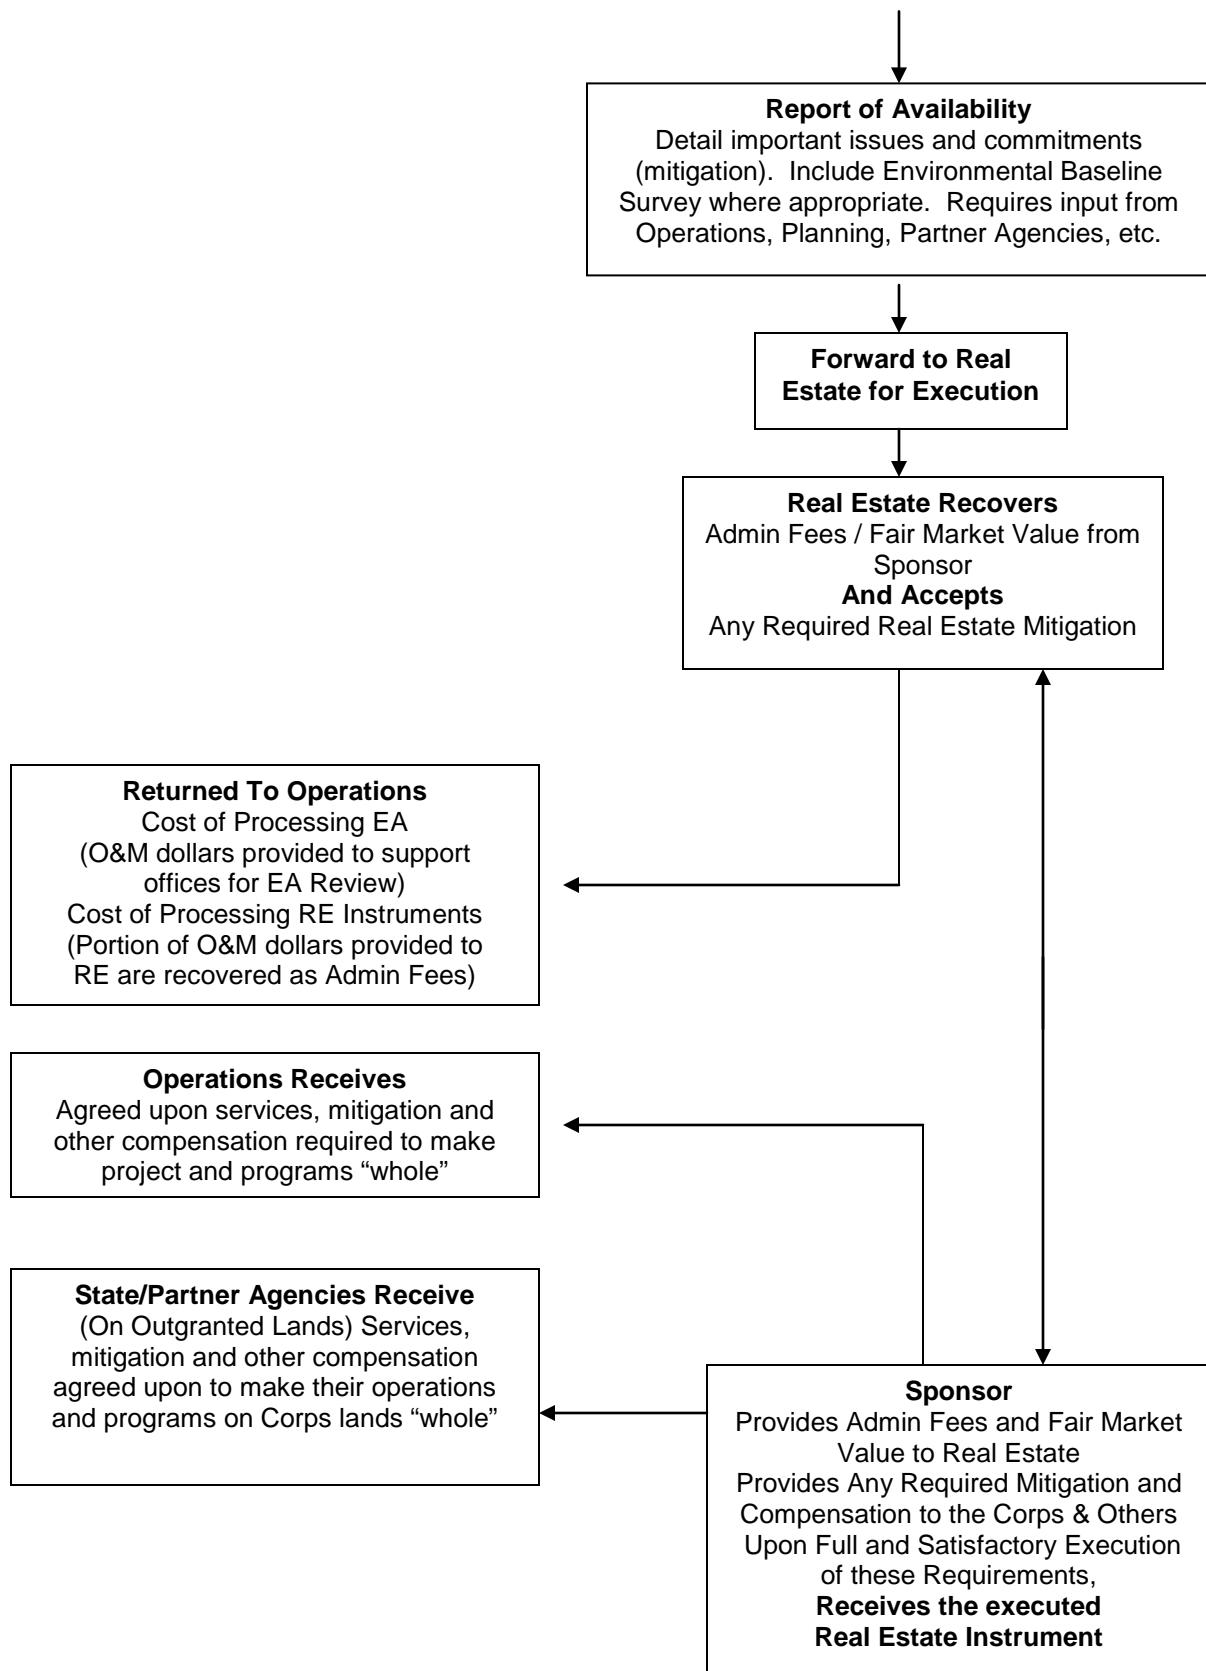 Report of Availability
Detail important issues and commitments
(mitigation).  Include Environmental Baseline
Survey where appropriate.  Requires input from
Operations, Planning, Partner Agencies, etc.
Forward to Real
Estate for Execution
Real Estate Recovers
Admin Fees / Fair Market Value from
Sponsor
And Accepts
Any Required Real Estate Mitigation
Returned To Operations
Cost of Processing EA
(O&M dollars provided to support
offices for EA Review)
Cost of Processing RE Instruments
(Portion of O&M dollars provided to
RE are recovered as Admin Fees)
Operations Receives
Agreed upon services, mitigation and
other compensation required to make
project and programs “whole”
State/Partner Agencies Receive
(On Outgranted Lands) Services,
mitigation and other compensation
agreed upon to make their operations
and programs on Corps lands “whole”
Sponsor
Provides Admin Fees and Fair Market
Value to Real Estate
Provides Any Required Mitigation and
Compensation to the Corps & Others
Upon Full and Satisfactory Execution
of these Requirements,
Receives the executed
Real Estate Instrument